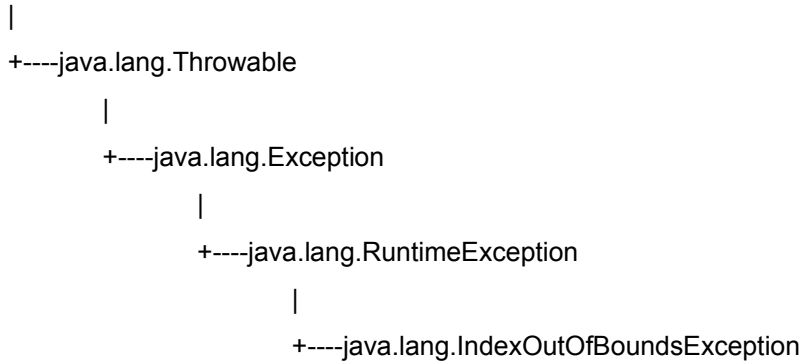 |
+----java.lang.Throwable
|
+----java.lang.Exception
|
+----java.lang.RuntimeException
|
+----java.lang.IndexOutOfBoundsException